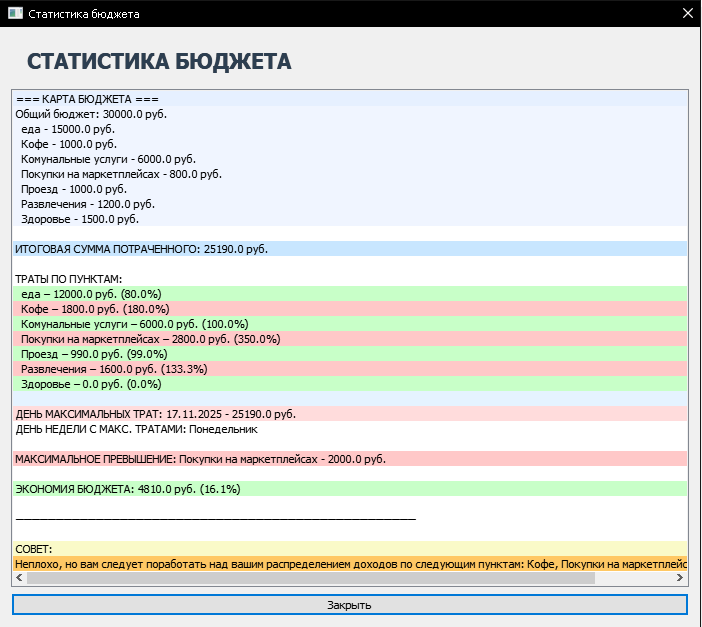 Статистика бюджета
СТАТИСТИКА БЮДЖЕТА
=== КАРТА БЮДЖЕТА ===
Общий бюджет: 30000.0 руб.
еда - 15000.0 руб.
Кофе - 1000.0 руб.
Комунальные услуги - 6000.0 руб.
Покупки на маркетплейсах - 800.0 руб.
Проезд - 1000.0 руб.
Развлечения - 1200.0 руб.
Здоровье - 1500.0 руб.
ИТОГОВАЯ СУММА ПОТРАЧЕННОГО: 25190.0 руб.
ТРАТЫ ПО ПУНКТАМ:
еда – 12000.0 руб. (80.0%)
Кофе – 1800.0 руб. (180.0%)
Комунальные услуги – 6000.0 руб. (100.0%)
Покупки на маркетплейсах – 2800.0 руб. (350.0%)
Проезд – 990.0 руб. (99.0%)
Развлечения – 1600.0 руб. (133.3%)
Здоровье – 0.0 руб. (0.0%)
ДЕНЬ МАКСИМАЛЬНЫХ ТРАТ: 17.11.2025 - 25190.0 руб.
ДЕНЬ НЕДЕЛИ С МАКС. ТРАТАМИ: Понедельник
МАКСИМАЛЬНОЕ ПРЕВЫШЕНИЕ: Покупки на маркетплейсах - 2000.0 руб.
ЭКОНОМИЯ БЮДЖЕТА: 4810.0 руб. (16.1%)
СОВЕТ:
Неплохо, но вам следует поработать над вашим распределением доходов по следующим пунктам: Кофе, Покупки на маркетплейс
Закрыть